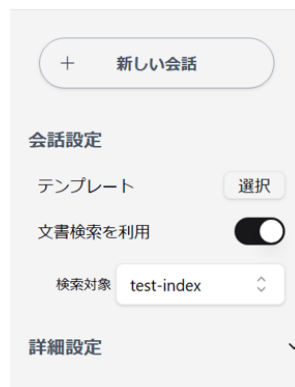 + 新しい会話
会話設定
テンプレート 選択
文書検索を利用
検索対象 test-index
詳細設定